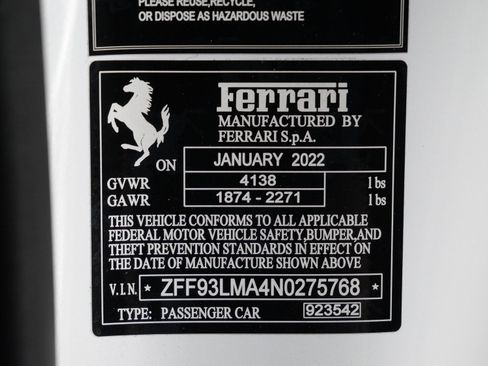 PLEASE REUSE,RECYCLE,
OR DISPOSE AS HAZARDOUS WASTE
Ferrari
MANUFACTURED BY
FERRARI S.p.A.
ON JANUARY 2022
GVWR 4138 lbs
GAWR 1874 - 2271 lbs
THIS VEHICLE CONFORMS TO ALL APPLICABLE
FEDERAL MOTOR VEHICLE SAFETY,BUMPER,AND
THEFT PREVENTION STANDARDS IN EFFECT ON
THE DATE OF MANUFACTURE SHOWN ABOVE
V.I.N. * ZFF93LMA4N0275768 *
TYPE: PASSENGER CAR 923542